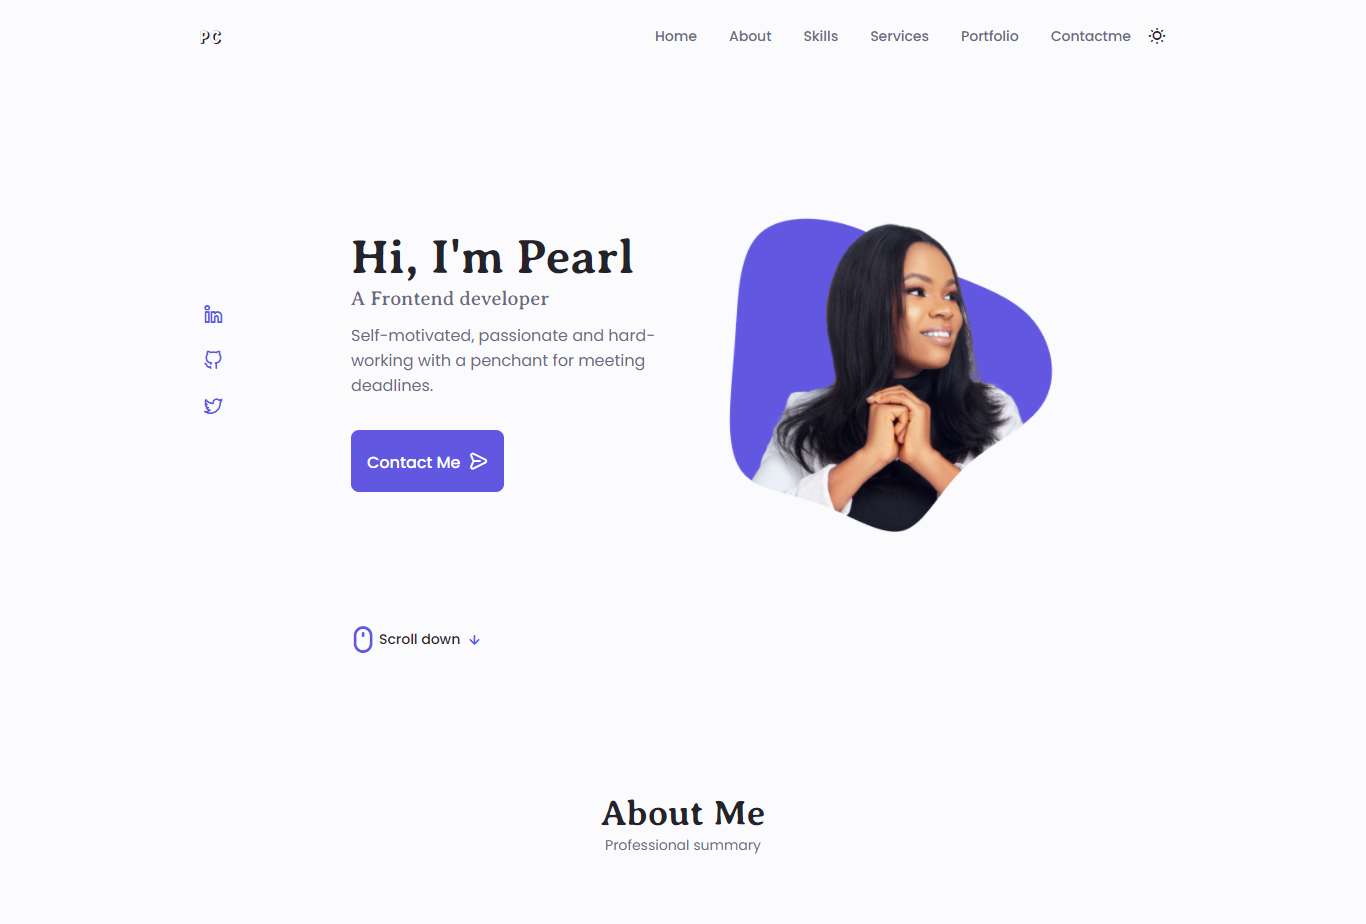 PC
Home About Skills Services Portfolio Contactme
Hi, I'm Pearl
A Frontend developer
Self-motivated, passionate and hard-
working with a penchant for meeting
deadlines.
Contact Me
Scroll down
About Me
Professional summary